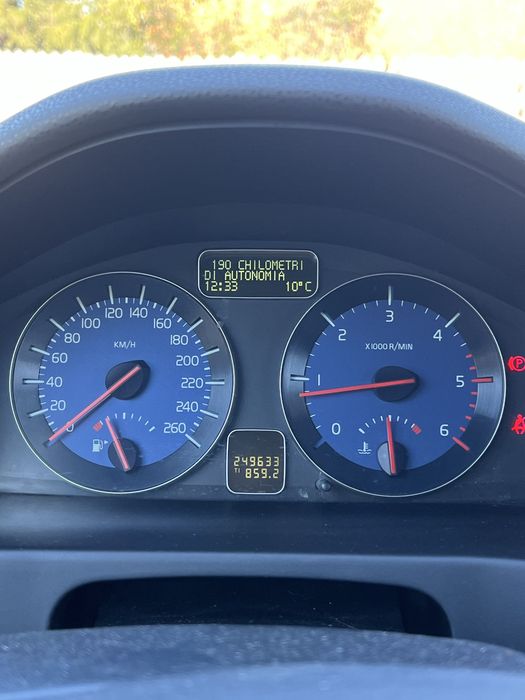 190 CHILOMETRI
DI AUTONOMIA
12:33 10°C
0 20 40 60 80 100 120 140 160 180 200 220 240 260
KM/H
0 1 2 3 4 5 6
X1000R/MIN
249633
T1 859.2
P